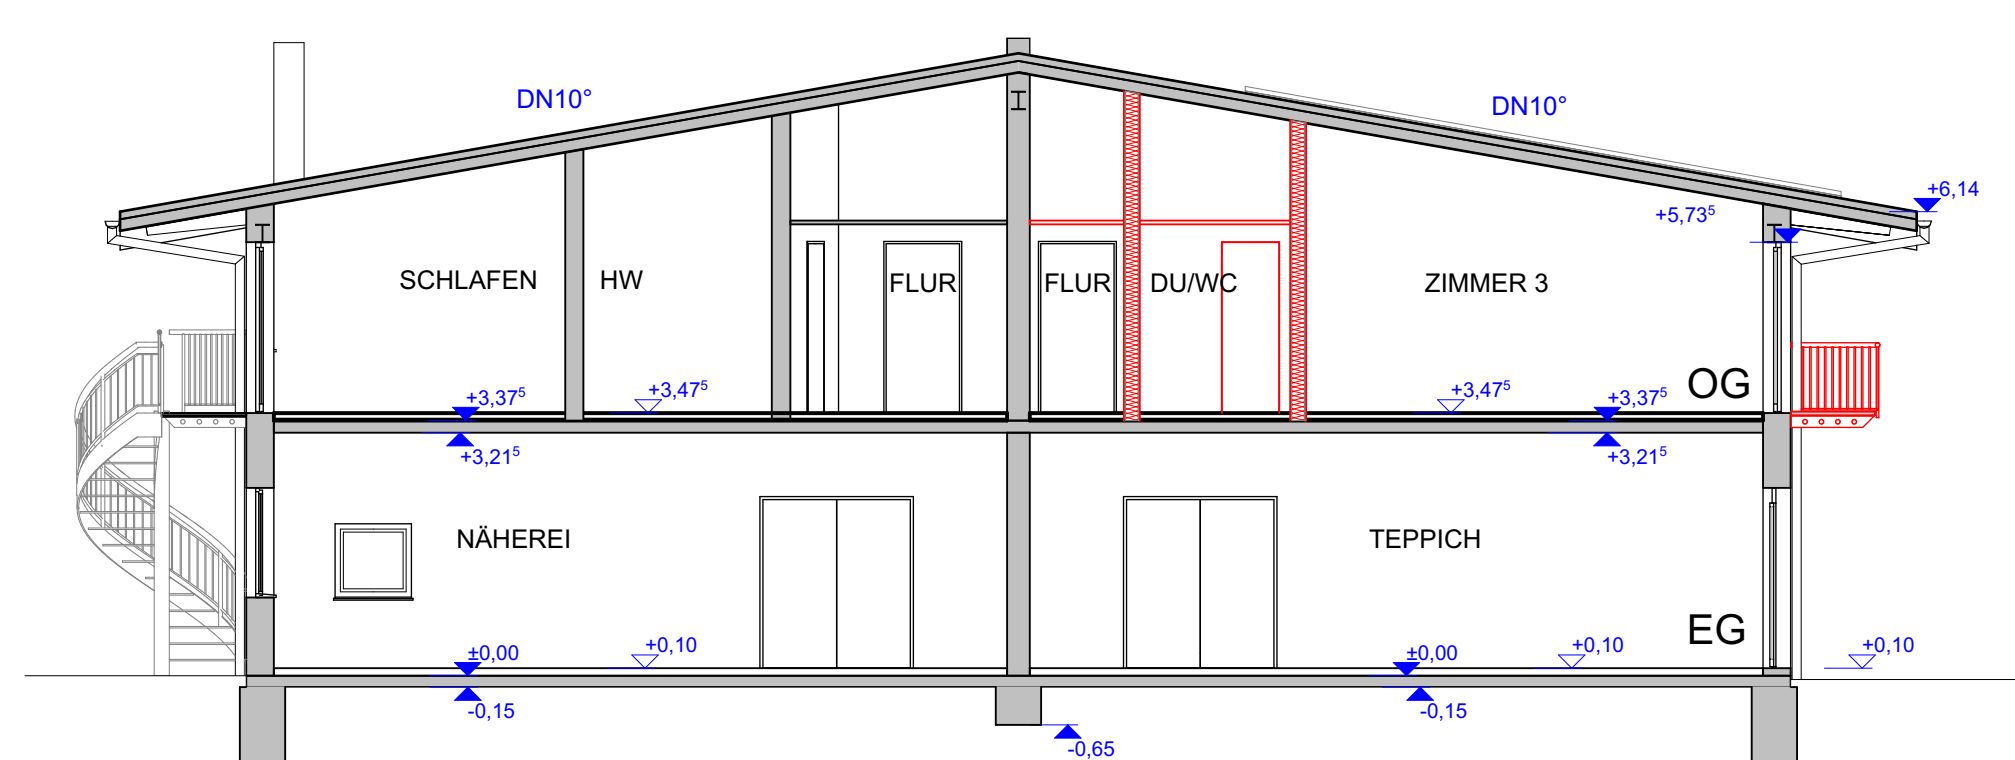 DN10°
DN10°
+6,14
+5,73⁵
SCHLAFEN
HW
FLUR
FLUR
DU/WC
ZIMMER 3
+3,37⁵
+3,47⁵
+3,47⁵
+3,37⁵
OG
+3,21⁵
+3,21⁵
NÄHEREI
TEPPICH
EG
±0,00
+0,10
±0,00
+0,10
+0,10
-0,15
-0,15
-0,65